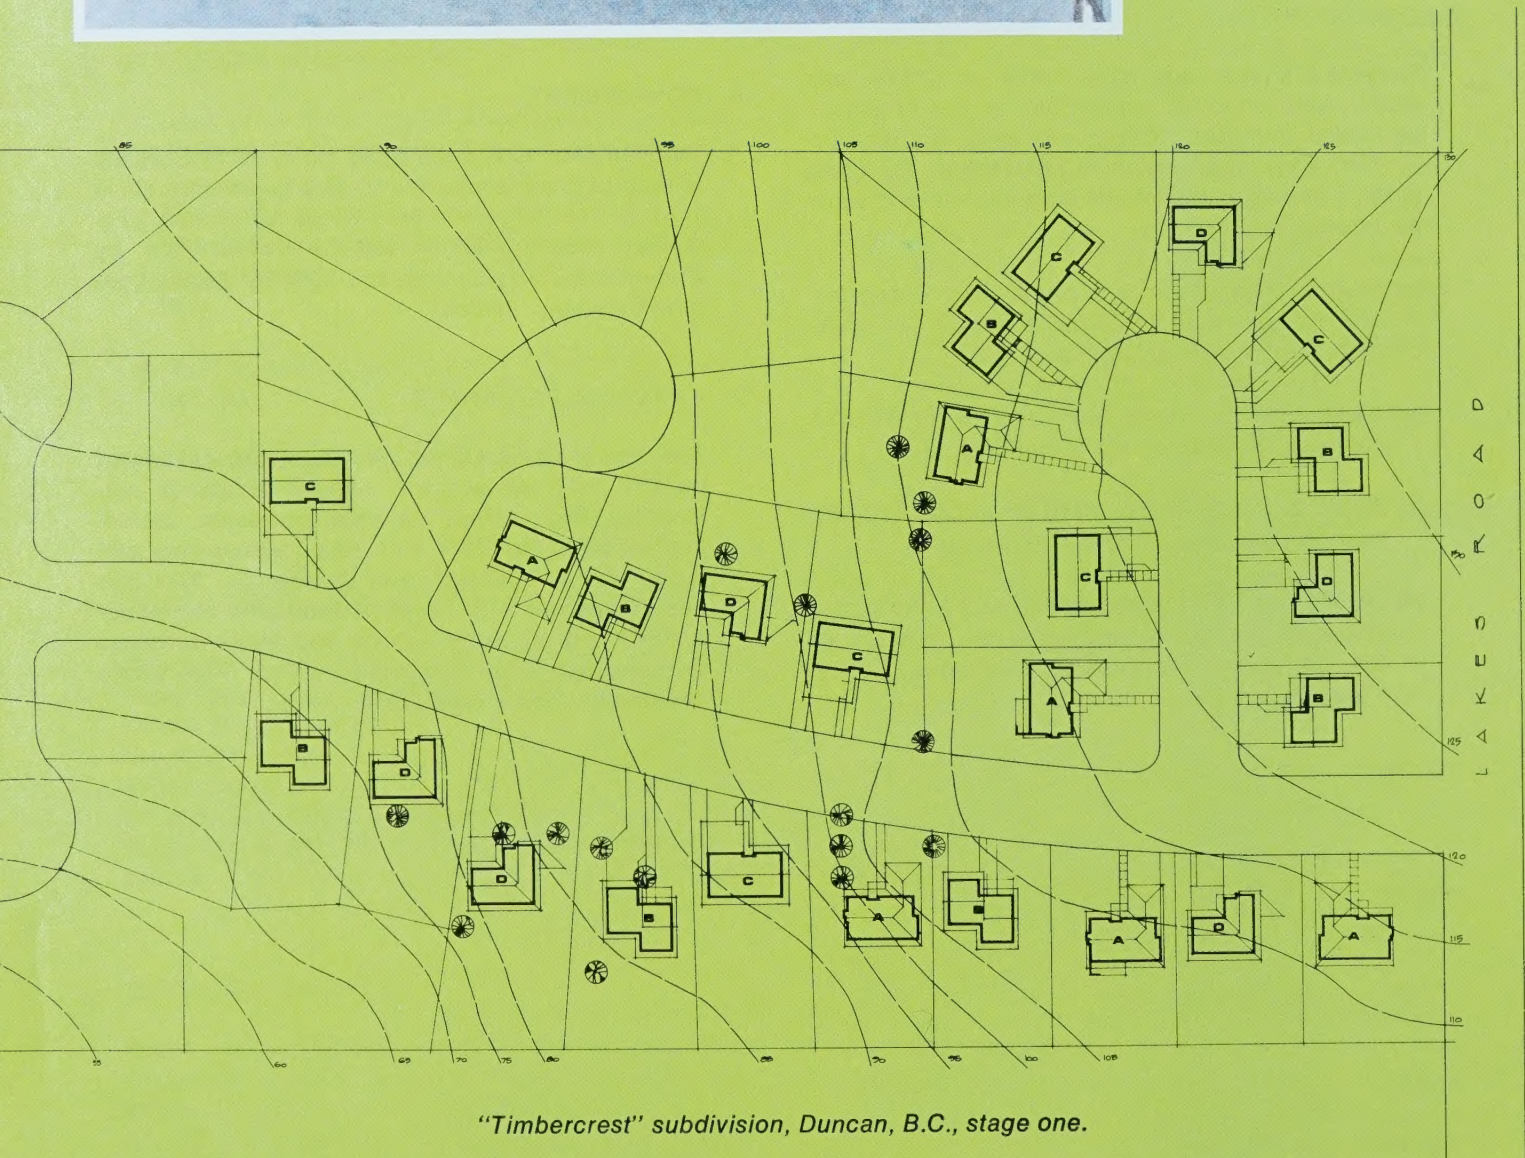 N
85 90 95 100 105 110 115 120 125 130
C D
B C
A B
C
C D
A B D C
A B
B D
D B C A B A D A
130
125
120
115
110
LAKES ROAD
55 60 65 70 75 80 85 90 95 100 105
"Timbercrest" subdivision, Duncan, B.C., stage one.